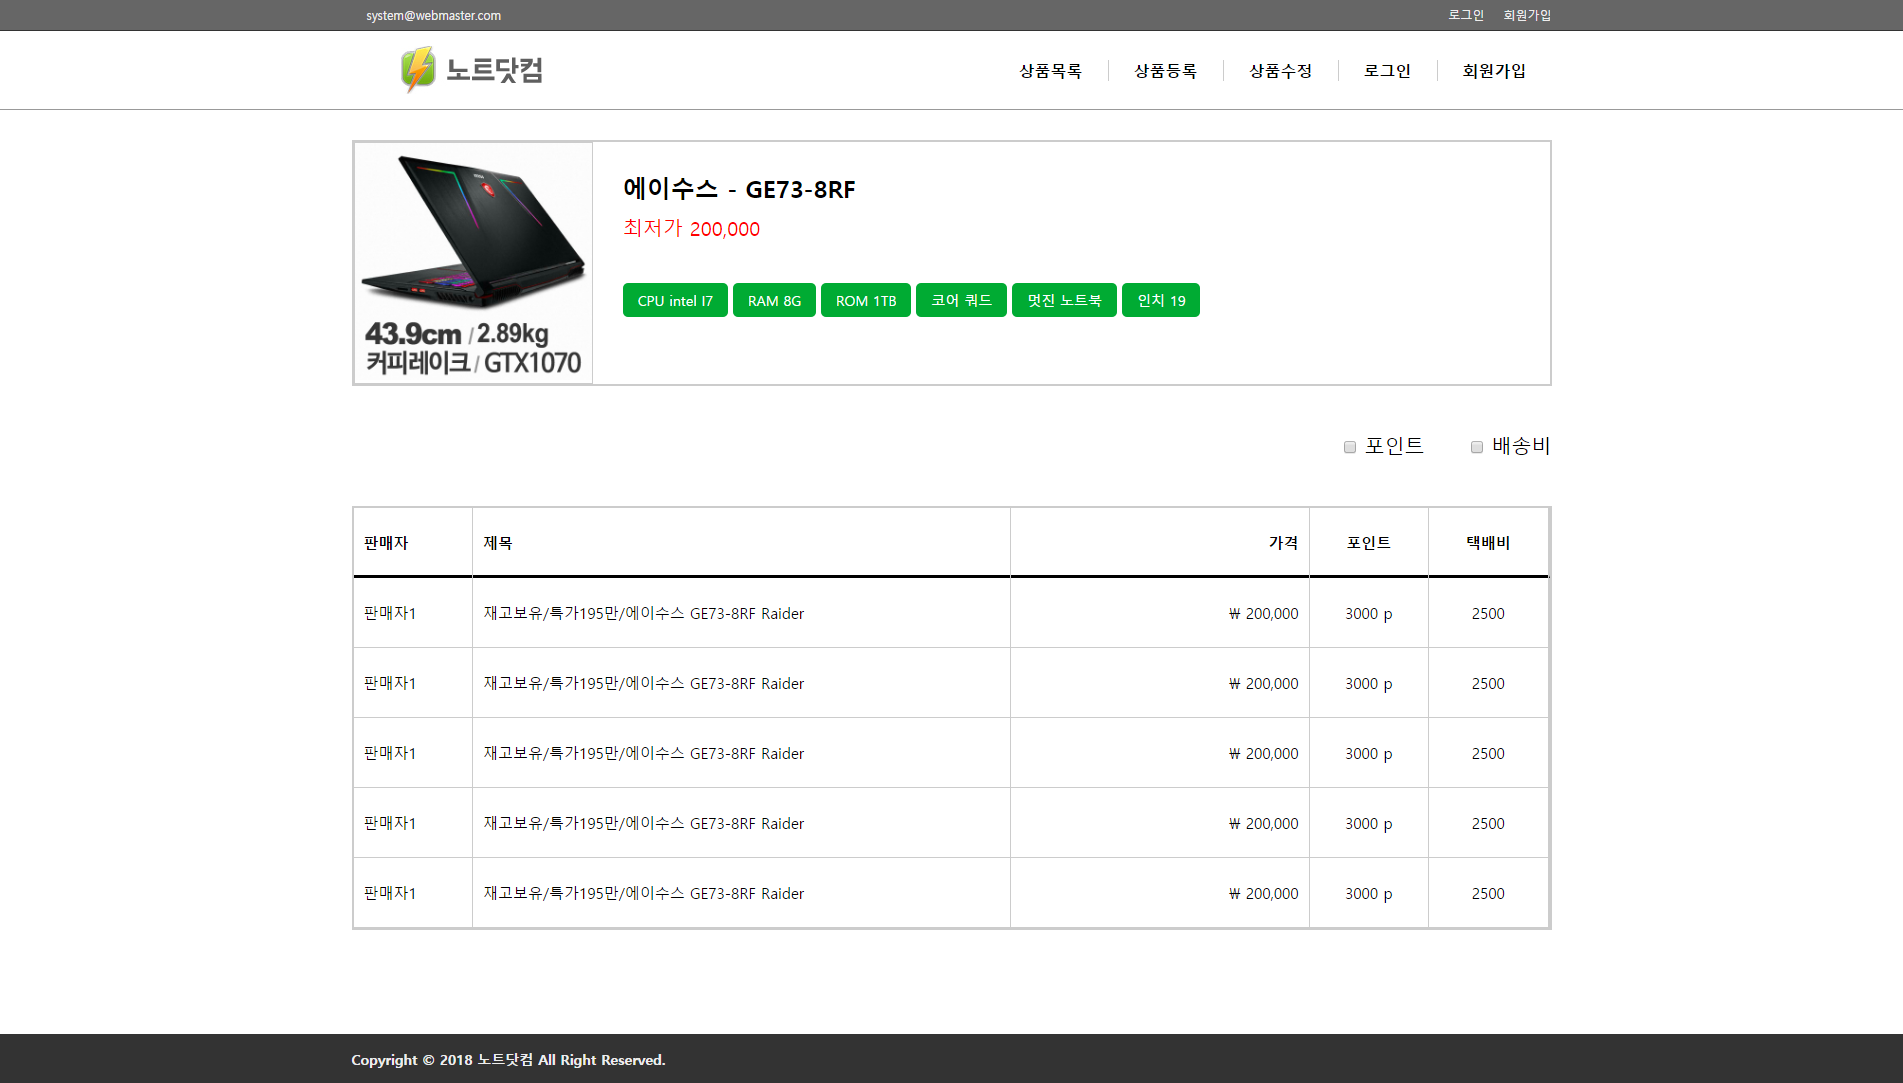 system@webmaster.com 로그인 회원가입
노트닷컴 상품목록 상품등록 상품수정 로그인 회원가입
에이수스 - GE73-8RF
최저가 200,000
CPU intel I7 RAM 8G ROM 1TB 코어 쿼드 멋진 노트북 인치 19
43.9cm / 2.89kg
커피레이크 / GTX1070
포인트 배송비
판매자 제목 가격 포인트 택배비
판매자1 재고보유/특가195만/에이수스 GE73-8RF Raider ₩ 200,000 3000 p 2500
판매자1 재고보유/특가195만/에이수스 GE73-8RF Raider ₩ 200,000 3000 p 2500
판매자1 재고보유/특가195만/에이수스 GE73-8RF Raider ₩ 200,000 3000 p 2500
판매자1 재고보유/특가195만/에이수스 GE73-8RF Raider ₩ 200,000 3000 p 2500
판매자1 재고보유/특가195만/에이수스 GE73-8RF Raider ₩ 200,000 3000 p 2500
Copyright © 2018 노트닷컴 All Right Reserved.